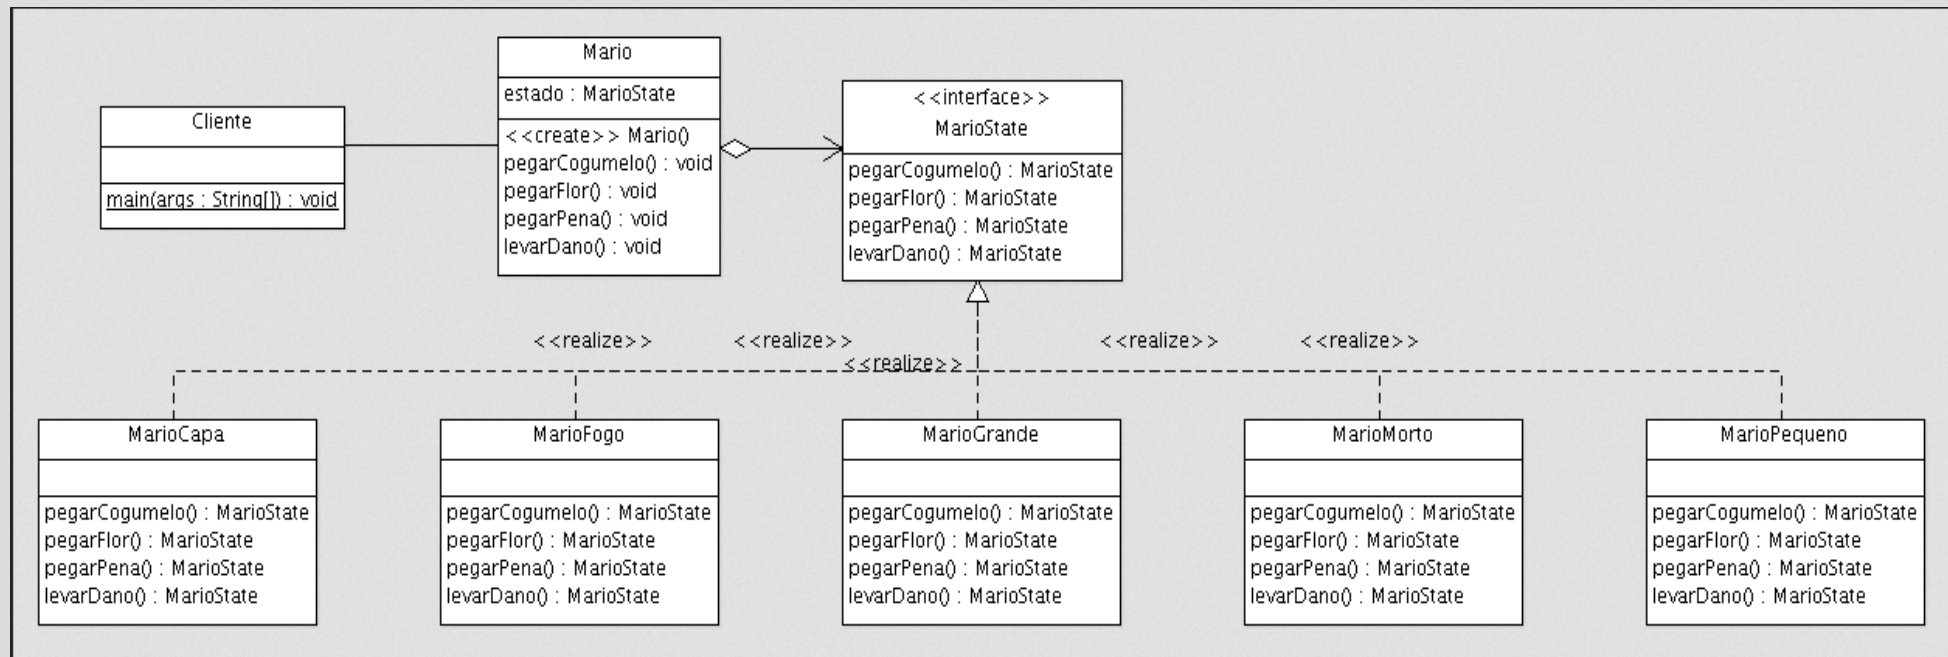 Cliente
main(args : String[]) : void
Mario
estado : MarioState
<<create>> Mario()
pegarCogumelo() : void
pegarFlor() : void
pegarPena() : void
levarDano() : void
<<interface>>
MarioState
pegarCogumelo() : MarioState
pegarFlor() : MarioState
pegarPena() : MarioState
levarDano() : MarioState
<<realize>>
<<realize>>
<<realize>>
<<realize>>
<<realize>>
MarioCapa
pegarCogumelo() : MarioState
pegarFlor() : MarioState
pegarPena() : MarioState
levarDano() : MarioState
MarioFogo
pegarCogumelo() : MarioState
pegarFlor() : MarioState
pegarPena() : MarioState
levarDano() : MarioState
MarioGrande
pegarCogumelo() : MarioState
pegarFlor() : MarioState
pegarPena() : MarioState
levarDano() : MarioState
MarioMorto
pegarCogumelo() : MarioState
pegarFlor() : MarioState
pegarPena() : MarioState
levarDano() : MarioState
MarioPequeno
pegarCogumelo() : MarioState
pegarFlor() : MarioState
pegarPena() : MarioState
levarDano() : MarioState